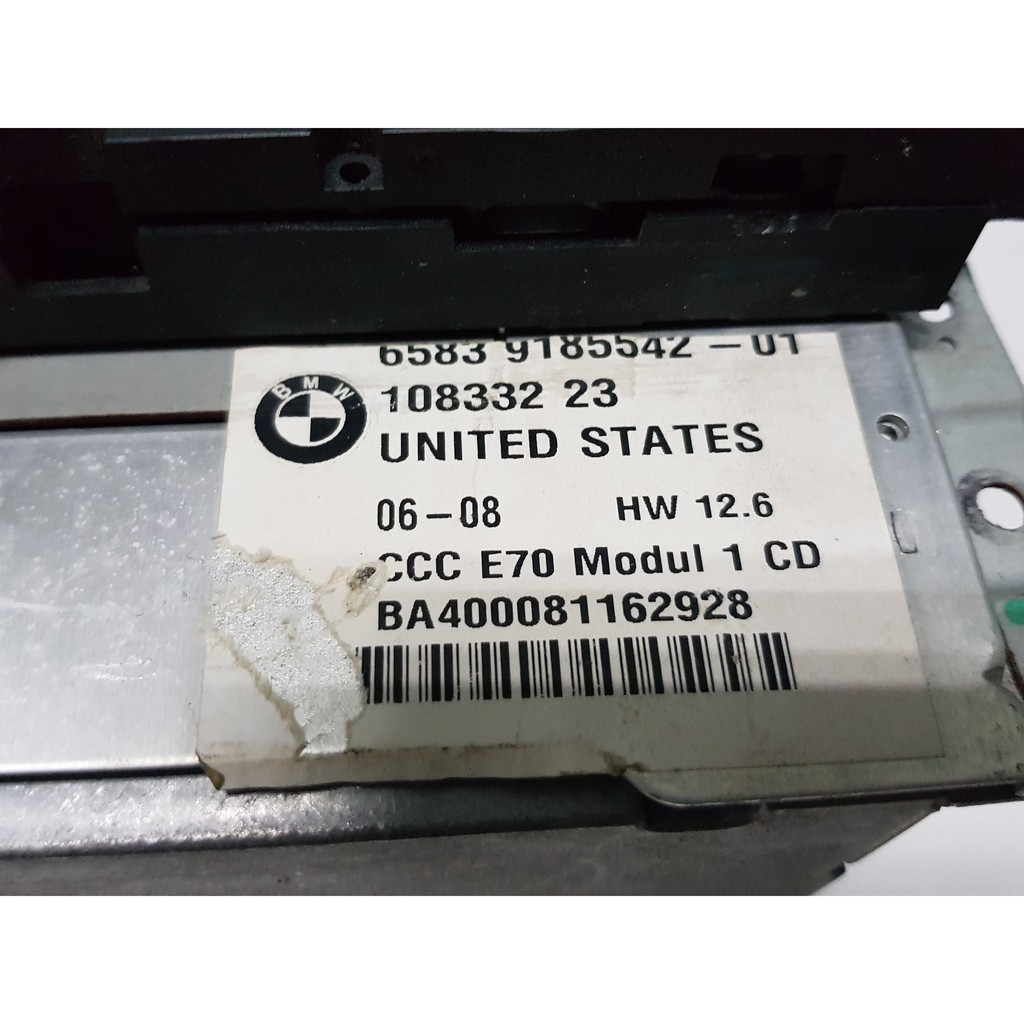 6583 9185542-01
BMW
108332 23
UNITED STATES
06-08 HW 12.6
CCC E70 Modul 1 CD
BA400081162928